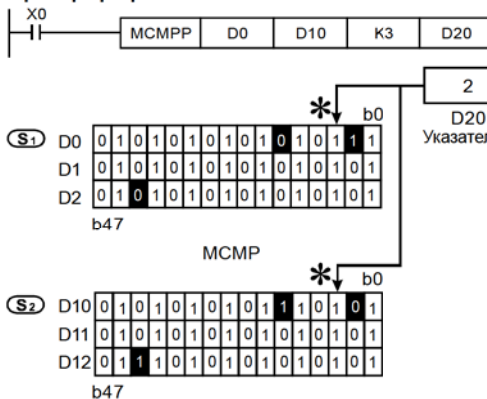 X0
MCMPP D0 D10 K3 D20
2
D20
b0
S1 D0 0 1 0 1 0 1 0 1 0 1 0 1 0 1 1 1
D1 0 1 0 1 0 1 0 1 0 1 0 1 0 1 0 1
D2 0 1 0 1 0 1 0 1 0 1 0 1 0 1 0 1
b47
MCMP
b0
S2 D10 0 1 0 1 0 1 0 1 0 1 1 1 0 1 0 1
D11 0 1 0 1 0 1 0 1 0 1 0 1 0 1 0 1
D12 0 1 1 1 0 1 0 1 0 1 0 1 0 1 0 1
b47